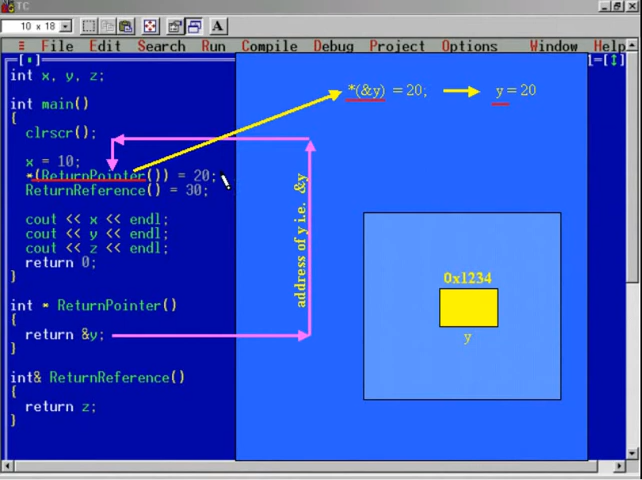 TC
10 x 18
A
≡ File Edit Search Run Compile Debug Project Options Window Help
[■]
1=[↕]
int x, y, z;
int main()
{
clrscr();
x = 10;
*(ReturnPointer()) = 20;
ReturnReference() = 30;
cout << x << endl;
cout << y << endl;
cout << z << endl;
return 0;
}
int * ReturnPointer()
{
return &y;
}
int& ReturnReference()
{
return z;
}
*(&y) = 20;
y = 20
address of y i.e. &y
0x1234
y